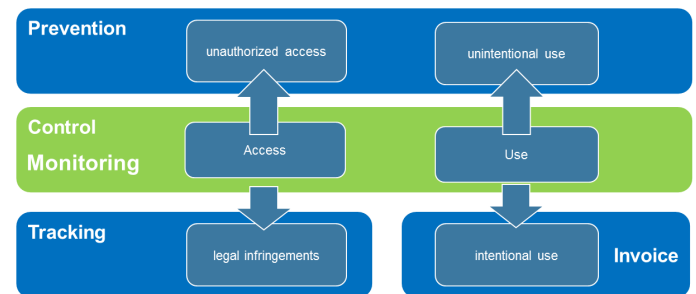 Prevention
unauthorized access
unintentional use
Control
Monitoring
Access
Use
Tracking
legal infringements
intentional use
Invoice